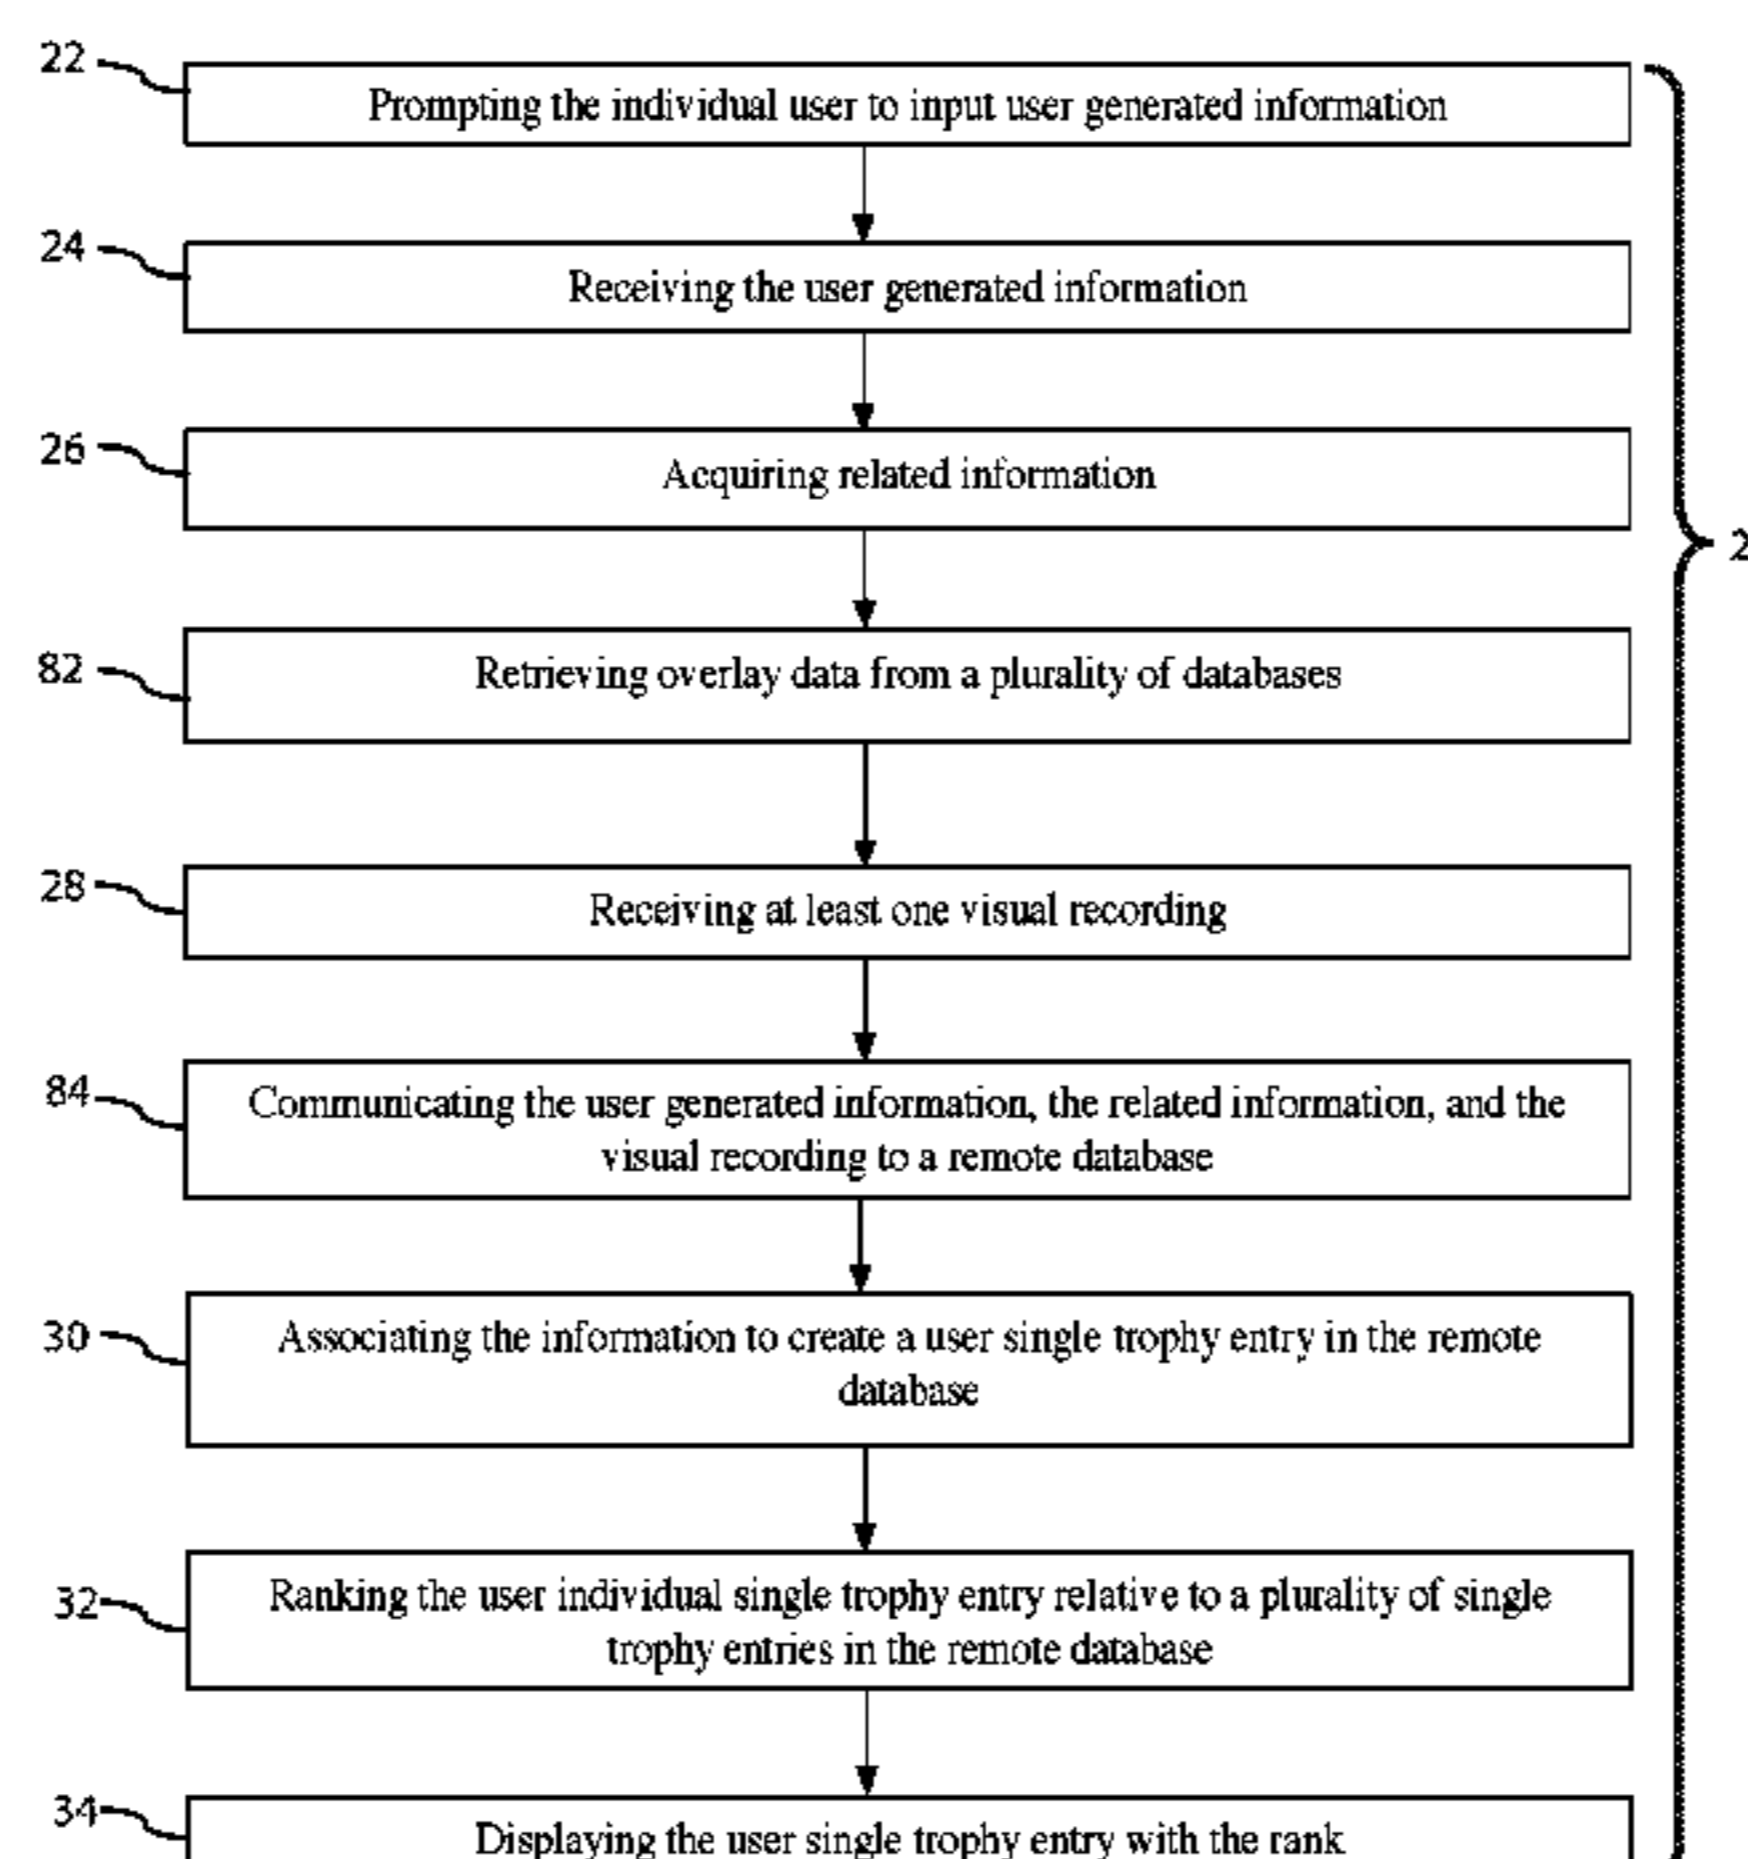 22
Prompting the individual user to input user generated information
24
Receiving the user generated information
26
Acquiring related information
2
82
Retrieving overlay data from a plurality of databases
28
Receiving at least one visual recording
84
Communicating the user generated information, the related information, and the
visual recording to a remote database
30
Associating the information to create a user single trophy entry in the remote
database
32
Ranking the user individual single trophy entry relative to a plurality of single
trophy entries in the remote database
34
Displaying the user single trophy entry with the rank